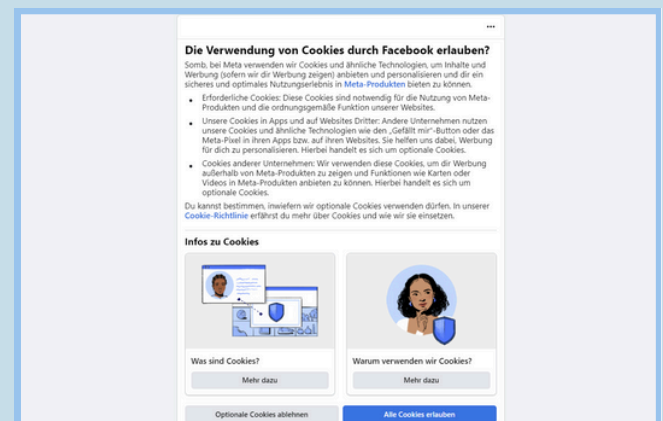 Die Verwendung von Cookies durch Facebook erlauben?
Somb, bei Meta verwenden wir Cookies und ähnliche Technologien, um Inhalte und
Werbung (sofern wir dir Werbung zeigen) anbieten und personalisieren und dir ein
sicheres und optimales Nutzungserlebnis in Meta-Produkten bieten zu können.
• Erforderliche Cookies: Diese Cookies sind notwendig für die Nutzung von Meta-
Produkten und die ordnungsgemäße Funktion unserer Websites.
• Unsere Cookies in Apps und auf Websites Dritter: Andere Unternehmen nutzen
unsere Cookies und ähnliche Technologien wie den „Gefällt mir“-Button oder das
Meta-Pixel in ihren Apps bzw. auf ihren Websites. Sie helfen uns dabei, Werbung
für dich zu personalisieren. Hierbei handelt es sich um optionale Cookies.
• Cookies anderer Unternehmen: Wir verwenden diese Cookies, um dir Werbung
außerhalb von Meta-Produkten zu zeigen und Funktionen wie Karten oder
Videos in Meta-Produkten anbieten zu können. Hierbei handelt es sich um
optionale Cookies.
Du kannst bestimmen, inwiefern wir optionale Cookies verwenden dürfen. In unserer
Cookie-Richtlinie erfährst du mehr über Cookies und wie wir sie einsetzen.
Infos zu Cookies
Was sind Cookies?
Mehr dazu
Warum verwenden wir Cookies?
Mehr dazu
Optionale Cookies ablehnen
Alle Cookies erlauben